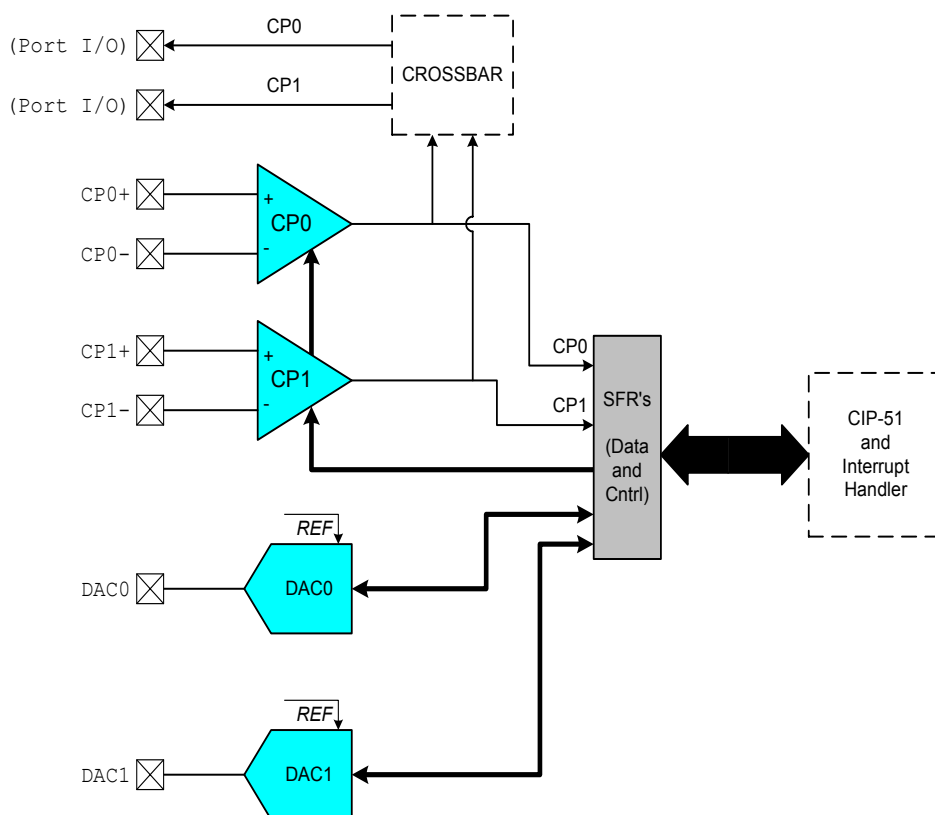 CP0
(Port I/O)
CROSSBAR
CP1
(Port I/O)
CP0+
+
CP0
CP0-
-
CP1+
+
CP0
CP1
CP1-
-
CP1
SFR's
(Data
and
Cntrl)
CIP-51
and
Interrupt
Handler
REF
DAC0
DAC0
REF
DAC1
DAC1